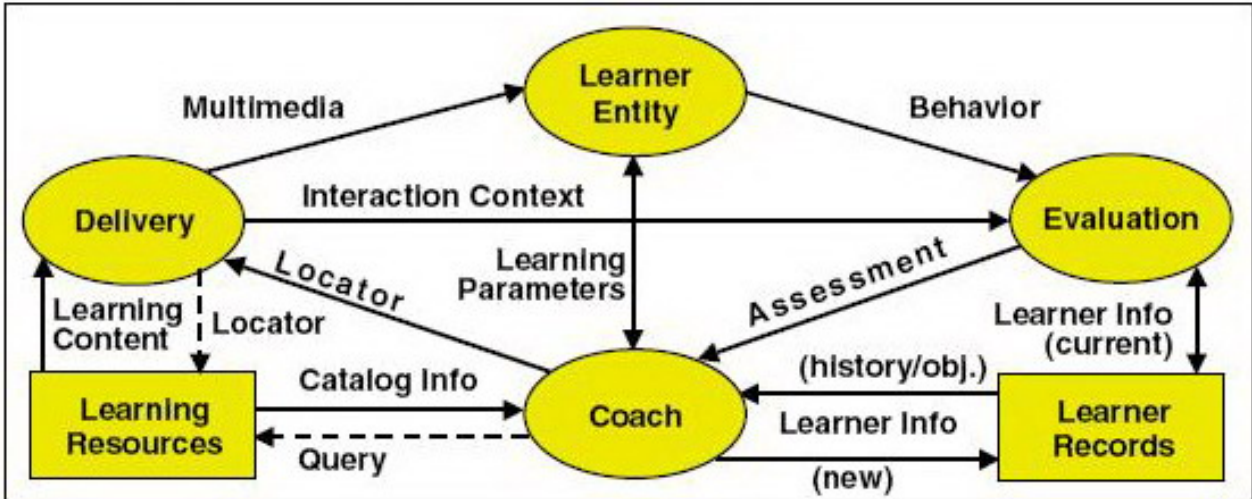 Learner
Entity
Multimedia
Behavior
Delivery
Interaction Context
Evaluation
Locator
Learning
Parameters
Assessment
Learning
Content
Locator
Learner Info
(current)
Learning
Resources
Catalog Info
Query
Coach
(history/obj.)
Learner Info
(new)
Learner
Records